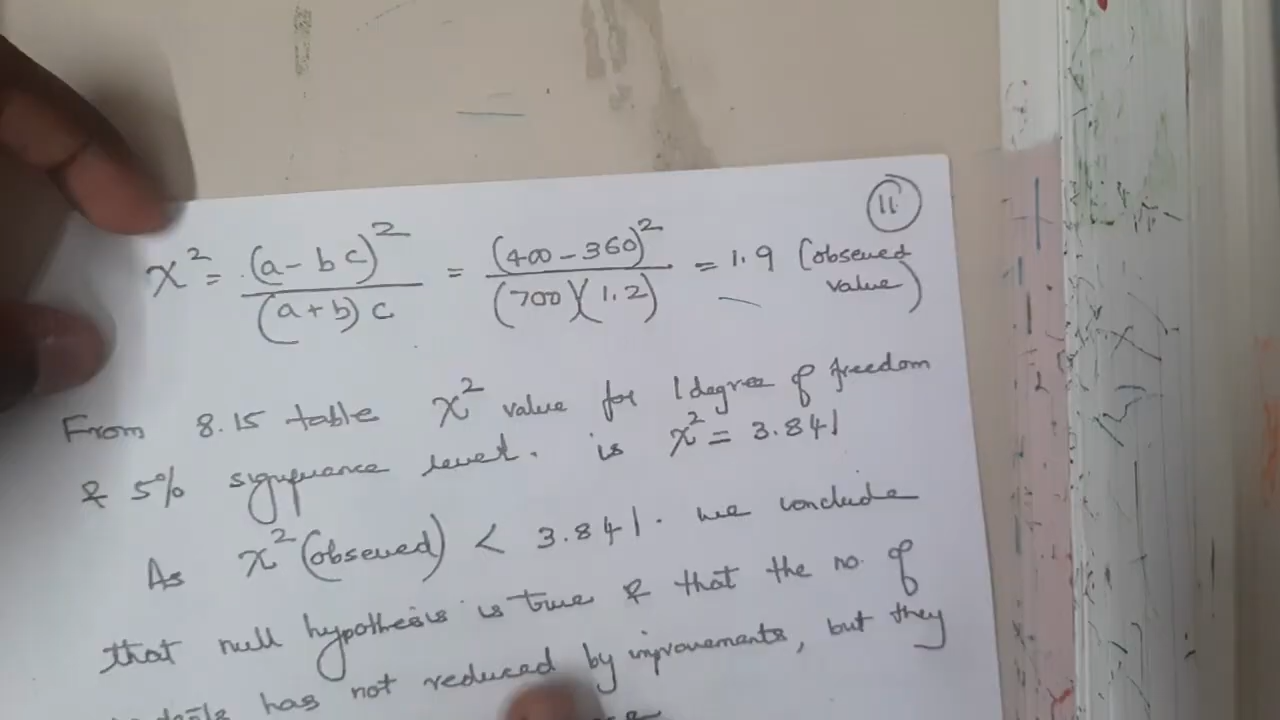 11
χ² = (a - bc)² / (a + b) c = (400 - 360)² / (700)(1.2) = 1.9 (observed value)
From 8.15 table χ² value for 1 degree of freedom
& 5% significance level. is χ² = 3.841
As χ² (observed) < 3.841. we conclude
that null hypothesis is true & that the no. of
has not reduced by improvements, but they